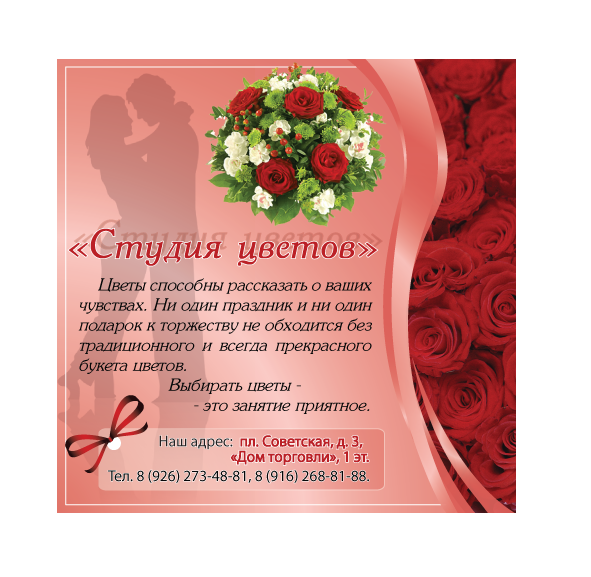 «Студия цветов»
Цветы способны рассказать о ваших
чувствах. Ни один праздник и ни один
подарок к торжеству не обходится без
традиционного и всегда прекрасного
букета цветов.
Выбирать цветы -
- это занятие приятное.
Наш адрес: пл. Советская, д. 3,
«Дом торговли», 1 эт.
Тел. 8 (926) 273-48-81, 8 (916) 268-81-88.